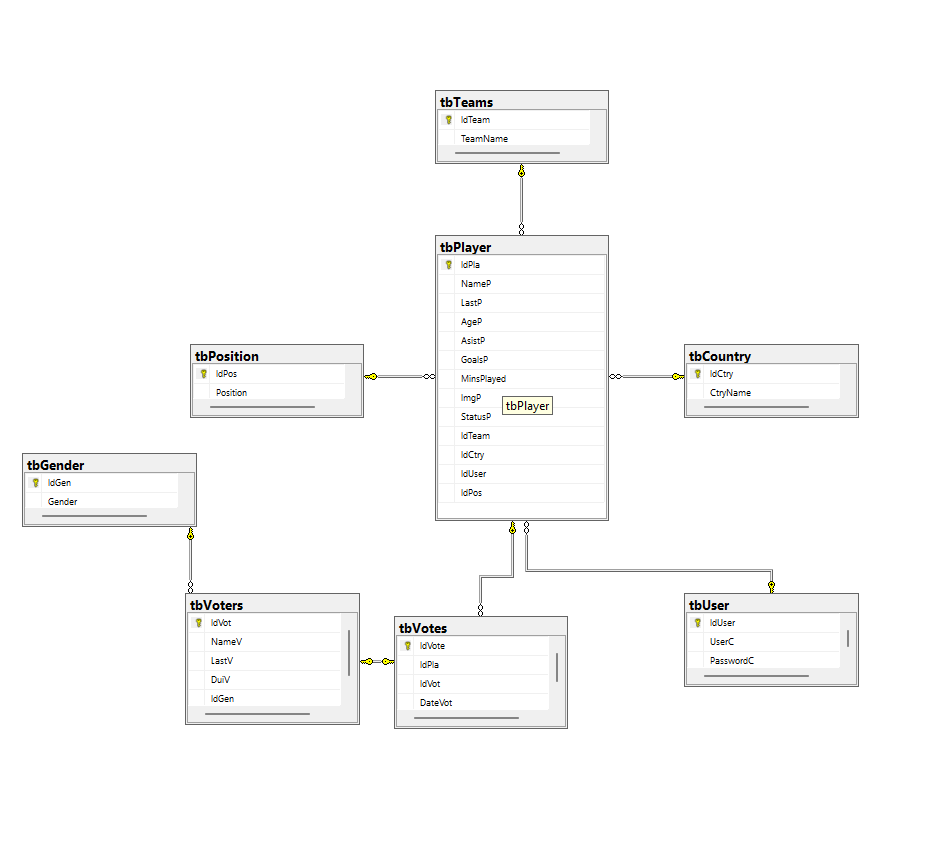 tbTeams
IdTeam
TeamName
tbPlayer
IdPla
NameP
LastP
AgeP
AsistP
GoalsP
MinsPlayed
ImgP
StatusP
IdTeam
IdCtry
IdUser
IdPos
tbPlayer
tbPosition
IdPos
Position
tbCountry
IdCtry
CtryName
tbGender
IdGen
Gender
tbVoters
IdVot
NameV
LastV
DuiV
IdGen
tbVotes
IdVote
IdPla
IdVot
DateVot
tbUser
IdUser
UserC
PasswordC